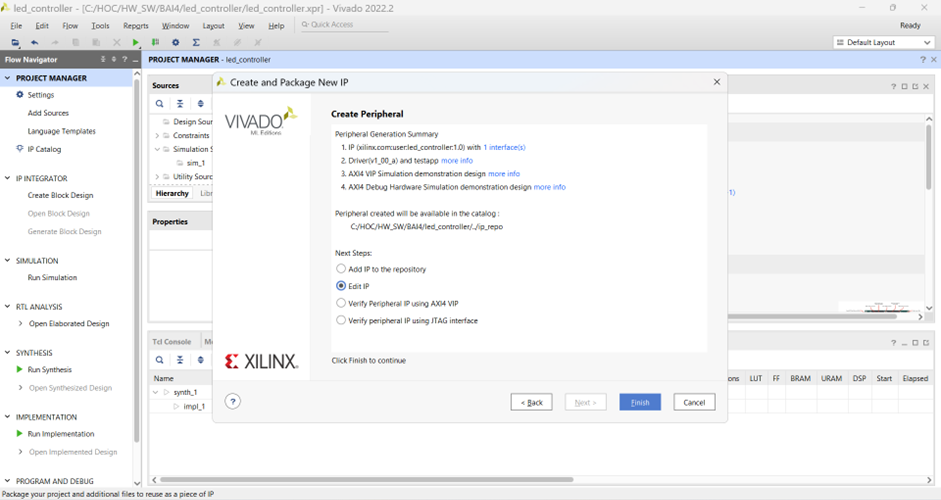 led_controller - [C:/HOC/HW_SW/BAI4/led_controller/led_controller.xpr] - Vivado 2022.2
File Edit Flow Tools Reports Window Layout View Help Quick Access
Ready
Default Layout
Flow Navigator
PROJECT MANAGER - led_controller
PROJECT MANAGER
Settings
Add Sources
Language Templates
IP Catalog
IP INTEGRATOR
Create Block Design
Open Block Design
Generate Block Design
SIMULATION
Run Simulation
RTL ANALYSIS
Open Elaborated Design
SYNTHESIS
Run Synthesis
Open Synthesized Design
IMPLEMENTATION
Run Implementation
Open Implemented Design
PROGRAM AND DEBUG
Sources
Design Sour
Constraints
Simulation S
sim_1
Utility Sourc
Hierarchy Libr
Properties
Create and Package New IP
VIVADO
ML Editions
Create Peripheral
Peripheral Generation Summary
1. IP (xilinx.com:user:led_controller:1.0) with 1 interface(s)
2. Driver(v1_00_a) and testapp more info
3. AXI4 VIP Simulation demonstration design more info
4. AXI4 Debug Hardware Simulation demonstration design more info
Peripheral created will be available in the catalog :
C:/HOC/HW_SW/BAI4/led_controller/../ip_repo
Next Steps:
Add IP to the repository
Edit IP
Verify Peripheral IP using AXI4 VIP
Verify peripheral IP using JTAG interface
Click Finish to continue
XILINX
< Back Next > Finish Cancel
1)
Tcl Console M
Name
ons LUT FF BRAM URAM DSP Start Elapsed
synth_1
impl_1
Package your project and additional files to reuse as a piece of IP